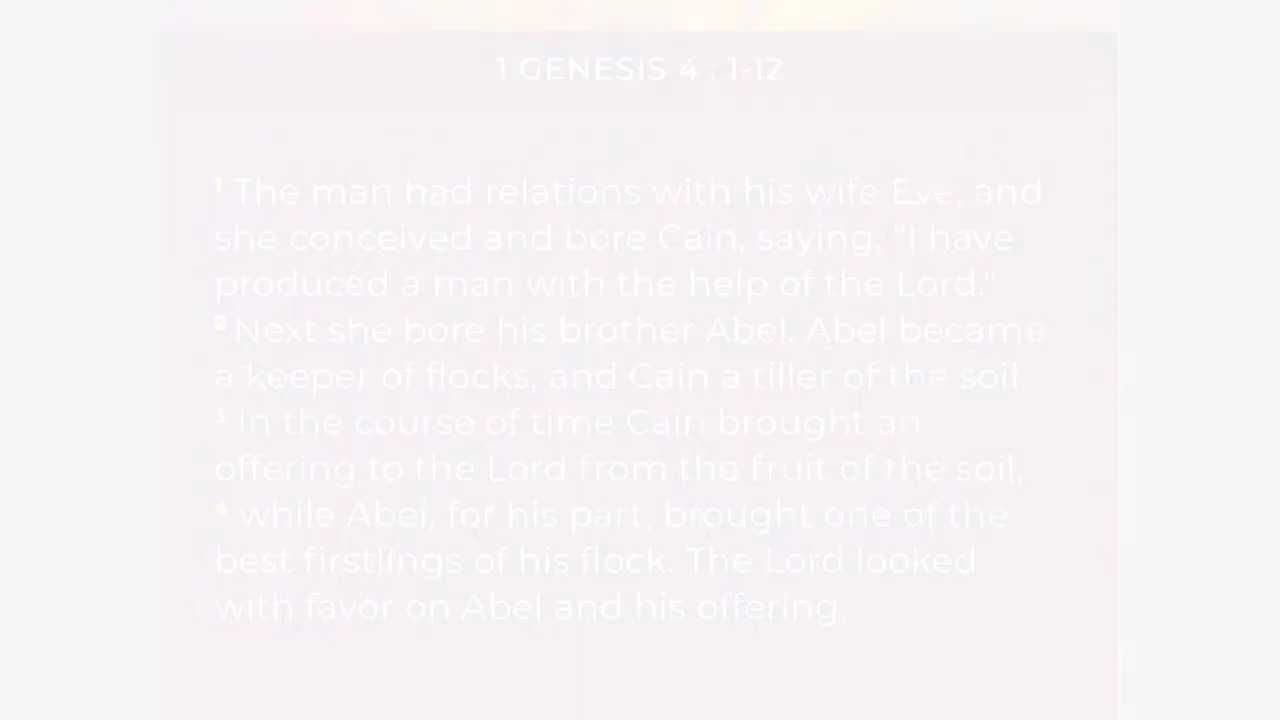 1 GENESIS 4 : 1-12
1 The man had relations with his wife Eve, and
she conceived and bore Cain, saying, "I have
produced a man with the help of the Lord."
2 Next she bore his brother Abel. Abel became
a keeper of flocks, and Cain a tiller of the soil.
3 In the course of time Cain brought an
offering to the Lord from the fruit of the soil,
4 while Abel, for his part, brought one of the
best firstlings of his flock. The Lord looked
with favor on Abel and his offering,